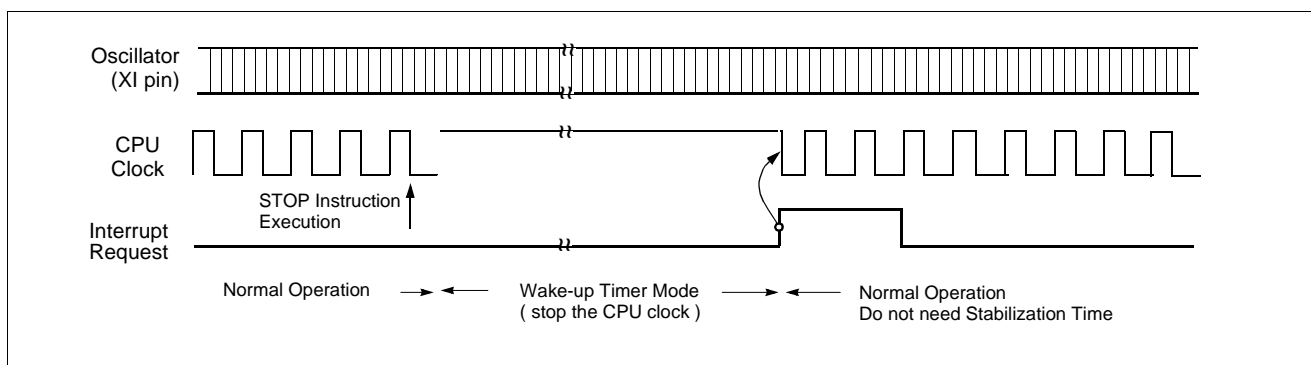 Oscillator
(XI pin)
CPU
Clock
STOP Instruction
Execution
Interrupt
Request
Normal Operation
Wake-up Timer Mode
( stop the CPU clock )
Normal Operation
Do not need Stabilization Time